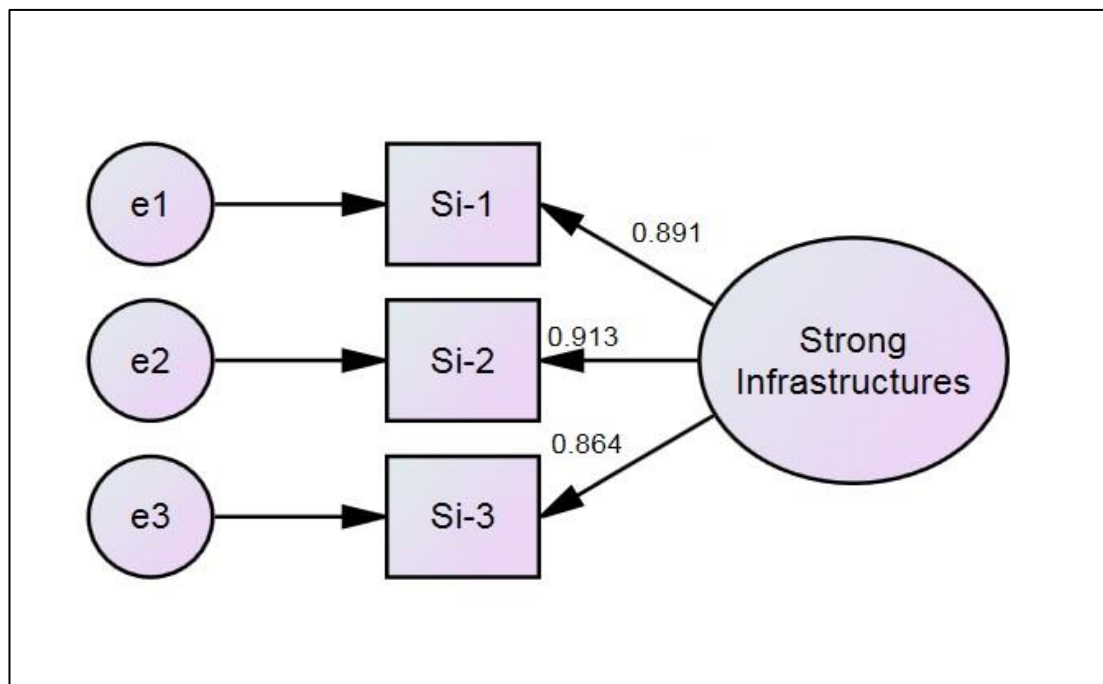 e1
Si-1
0.891
e2
Si-2
0.913
Strong
Infrastructures
0.864
e3
Si-3